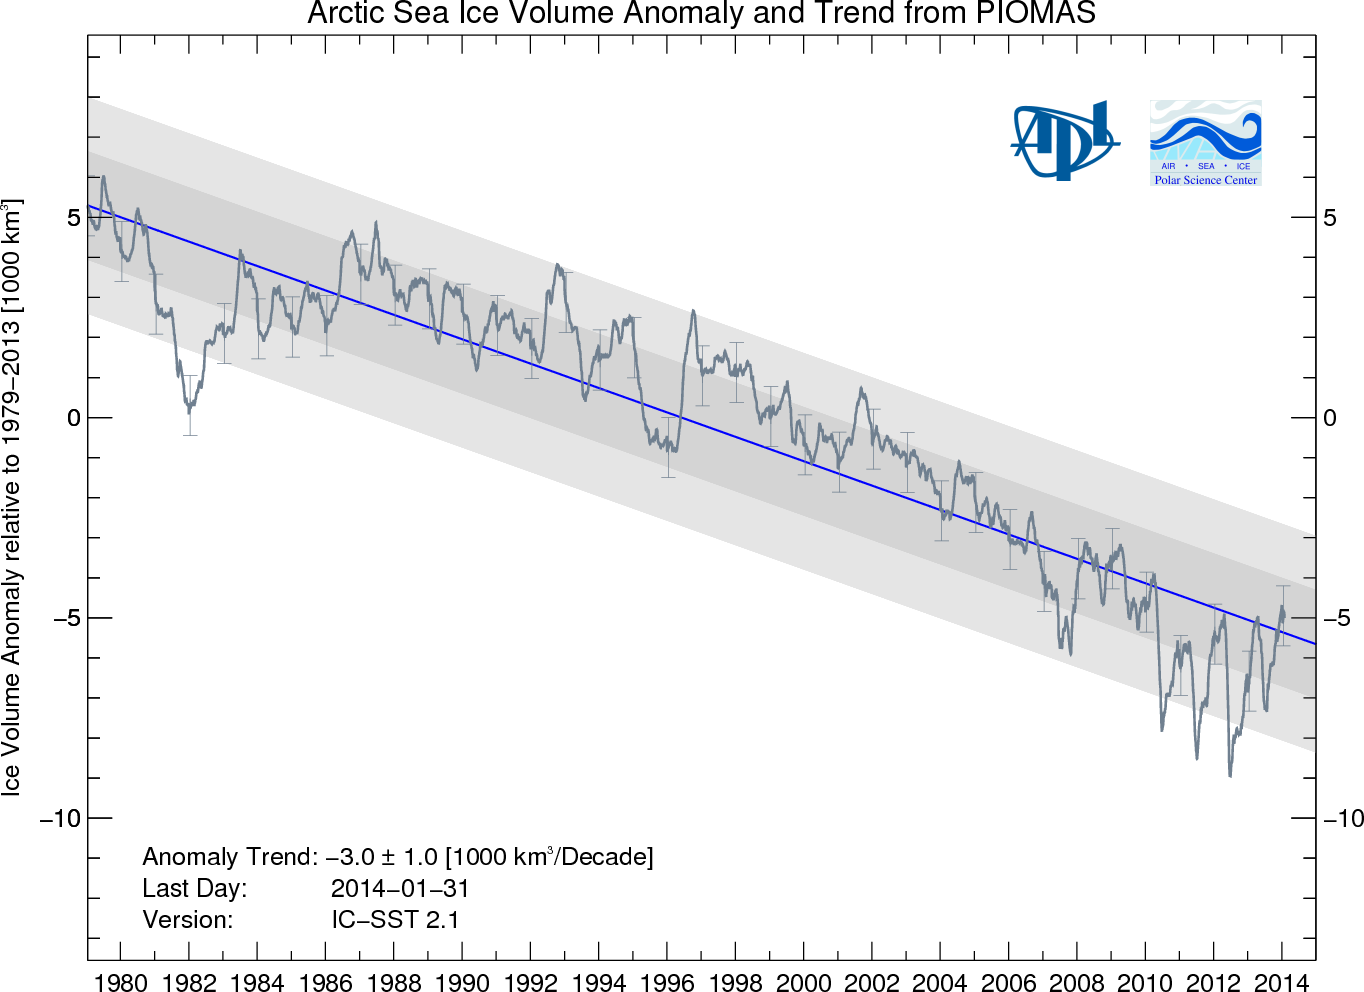 Arctic Sea Ice Volume Anomaly and Trend from PIOMAS
Ice Volume Anomaly relative to 1979−2013 [1000 km³]
5
0
−5
−10
5
0
−5
−10
AIR • SEA • ICE
Polar Science Center
APL
Anomaly Trend: −3.0 ± 1.0 [1000 km³/Decade]
Last Day: 2014−01−31
Version: IC−SST 2.1
1980 1982 1984 1986 1988 1990 1992 1994 1996 1998 2000 2002 2004 2006 2008 2010 2012 2014